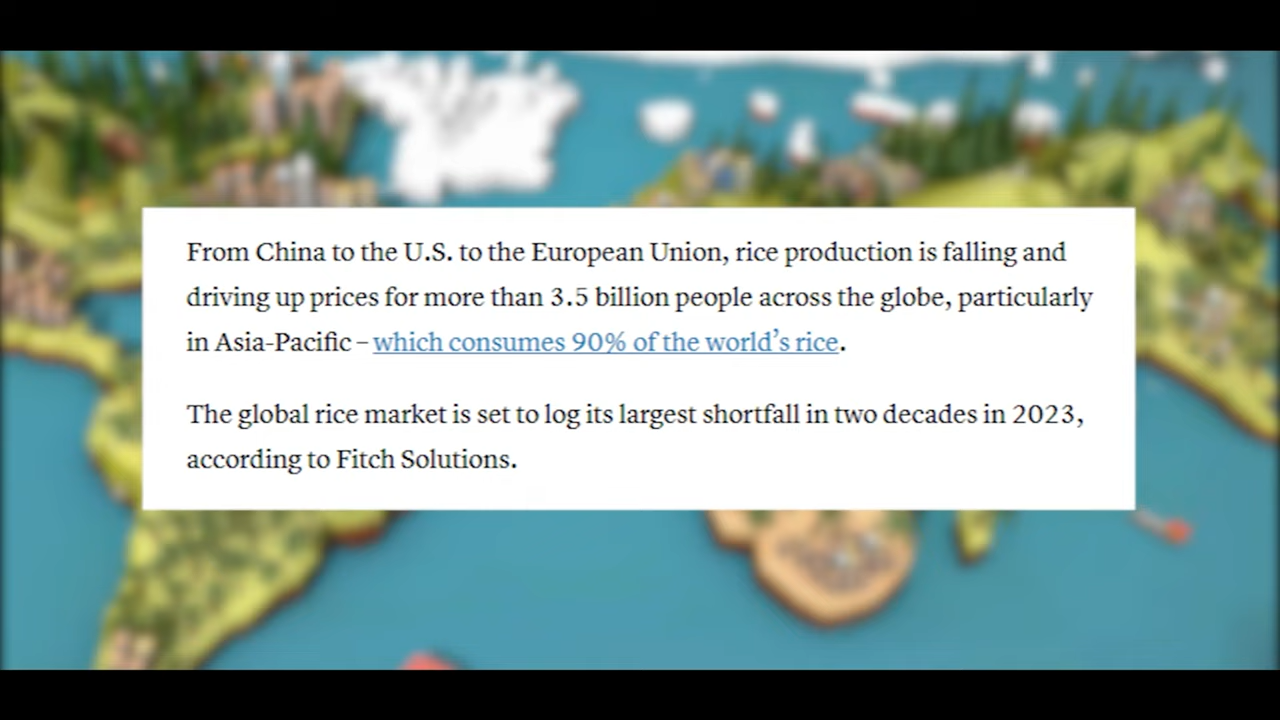 From China to the U.S. to the European Union, rice production is falling and
driving up prices for more than 3.5 billion people across the globe, particularly
in Asia-Pacific – which consumes 90% of the world’s rice.
The global rice market is set to log its largest shortfall in two decades in 2023,
according to Fitch Solutions.